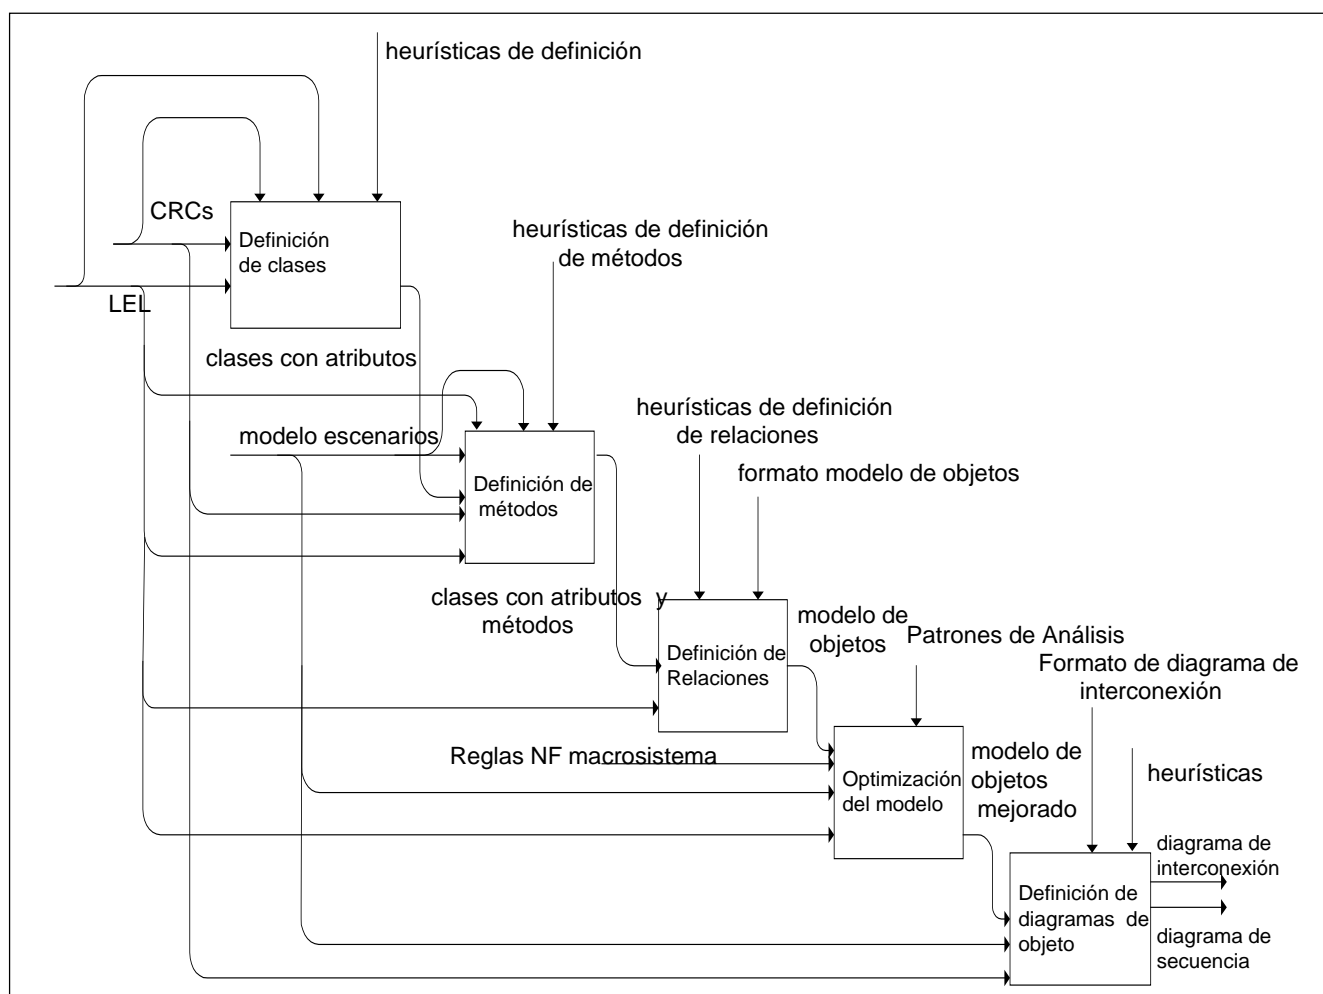 heurísticas de definición
CRCs
Definición
de clases
heurísticas de definición
de métodos
LEL
clases con atributos
heurísticas de definición
de relaciones
modelo escenarios
formato modelo de objetos
Definición de
métodos
clases con atributos y
métodos
modelo de
objetos
Patrones de Análisis
Definición de
Relaciones
Formato de diagrama de
interconexión
Reglas NF macrosistema
modelo de
objetos
mejorado
heurísticas
Optimización
del modelo
diagrama de
interconexión
Definición de
diagramas de
objeto
diagrama de
secuencia